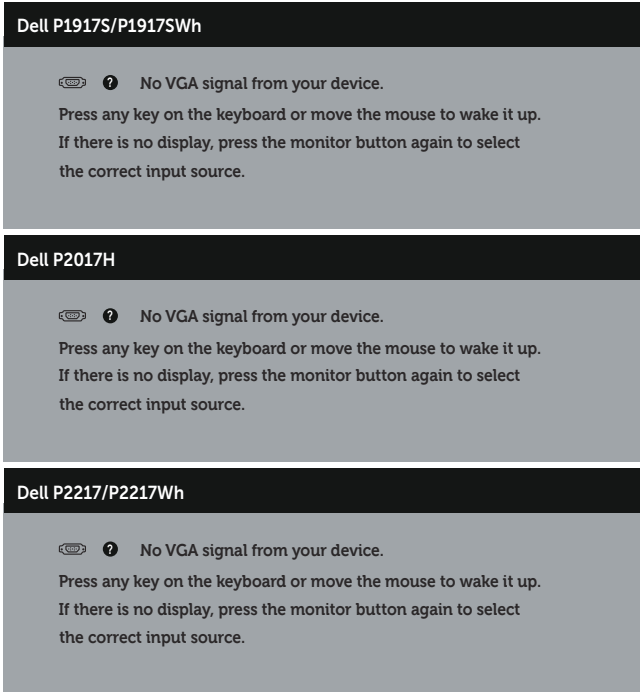 Dell P1917S/P1917SWh
? No VGA signal from your device.
Press any key on the keyboard or move the mouse to wake it up.
If there is no display, press the monitor button again to select
the correct input source.
Dell P2017H
? No VGA signal from your device.
Press any key on the keyboard or move the mouse to wake it up.
If there is no display, press the monitor button again to select
the correct input source.
Dell P2217/P2217Wh
? No VGA signal from your device.
Press any key on the keyboard or move the mouse to wake it up.
If there is no display, press the monitor button again to select
the correct input source.